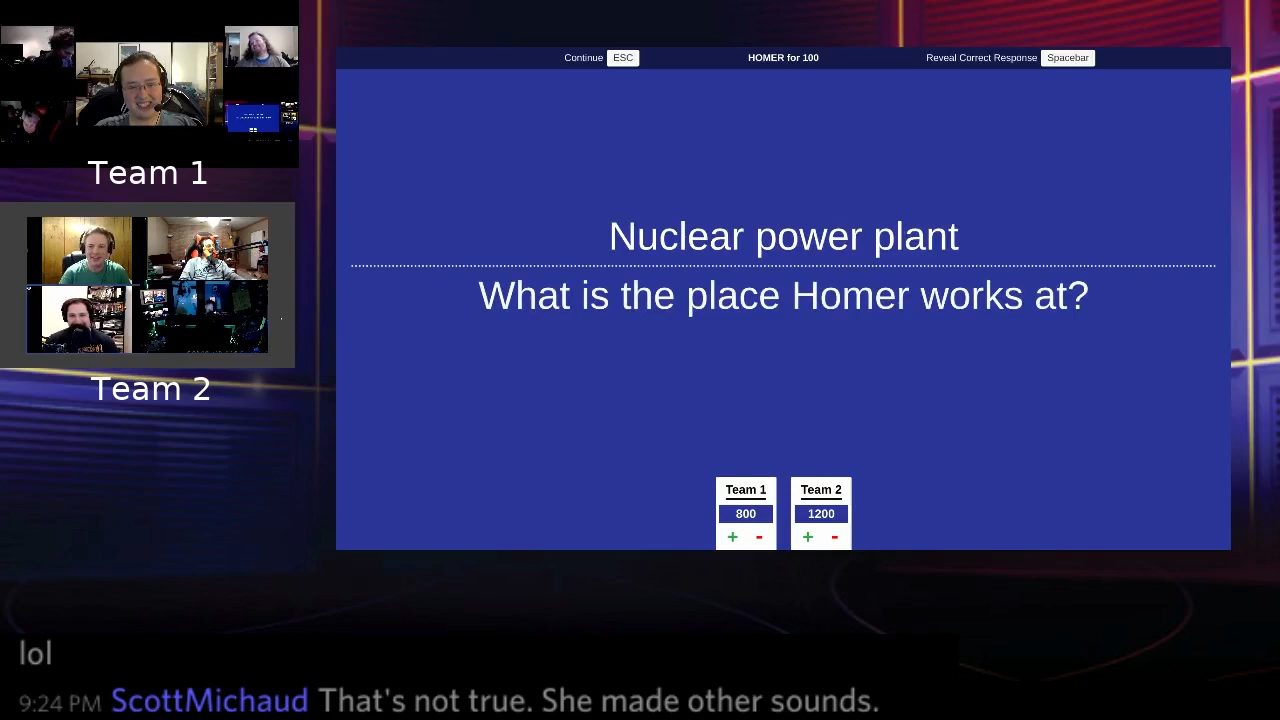 Continue ESC
HOMER for 100
Reveal Correct Response Spacebar
Nuclear power plant
What is the place Homer works at?
Team 1
Team 2
Team 1 Team 2
800 1200
+ - + -
lol
9:24 PM ScottMichaud That's not true. She made other sounds.